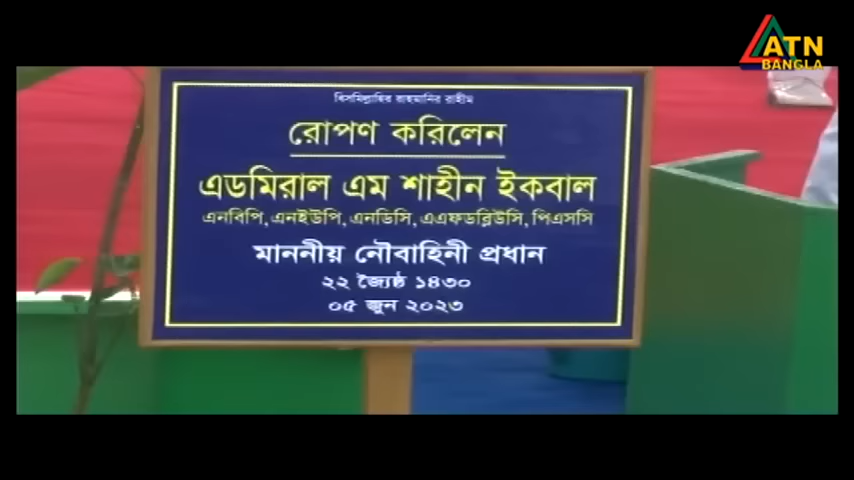 ATN
BANGLA
বিসমিল্লাহির রাহমানির রাহীম
রোপণ করিলেন
এডমিরাল এম শাহীন ইকবাল
এনবিপি, এনইউপি, এনডিসি, এএফডব্লিউসি, পিএসসি
মাননীয় নৌবাহিনী প্রধান
২২ জ্যৈষ্ঠ ১৪৩০
০৫ জুন ২০২৩